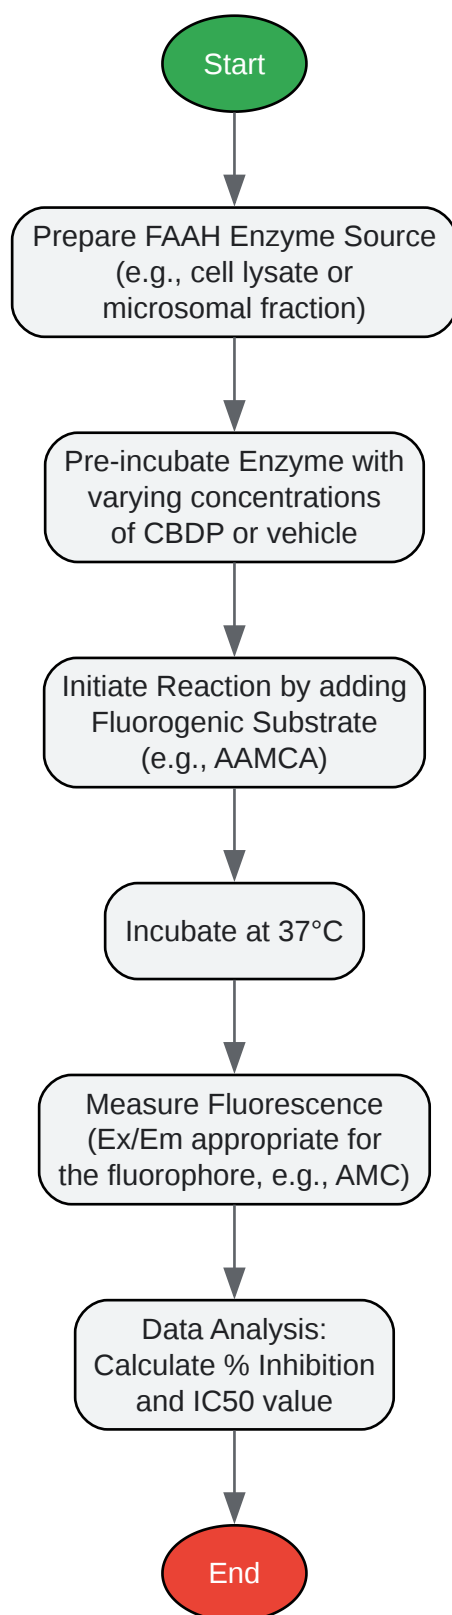 Start
Prepare FAAH Enzyme Source
(e.g., cell lysate or
microsomal fraction)
Pre-incubate Enzyme with
varying concentrations
of CBDP or vehicle
Initiate Reaction by adding
Fluorogenic Substrate
(e.g., AAMCA)
Incubate at 37°C
Measure Fluorescence
(Ex/Em appropriate for
the fluorophore, e.g., AMC)
Data Analysis:
Calculate % Inhibition
and IC50 value
End